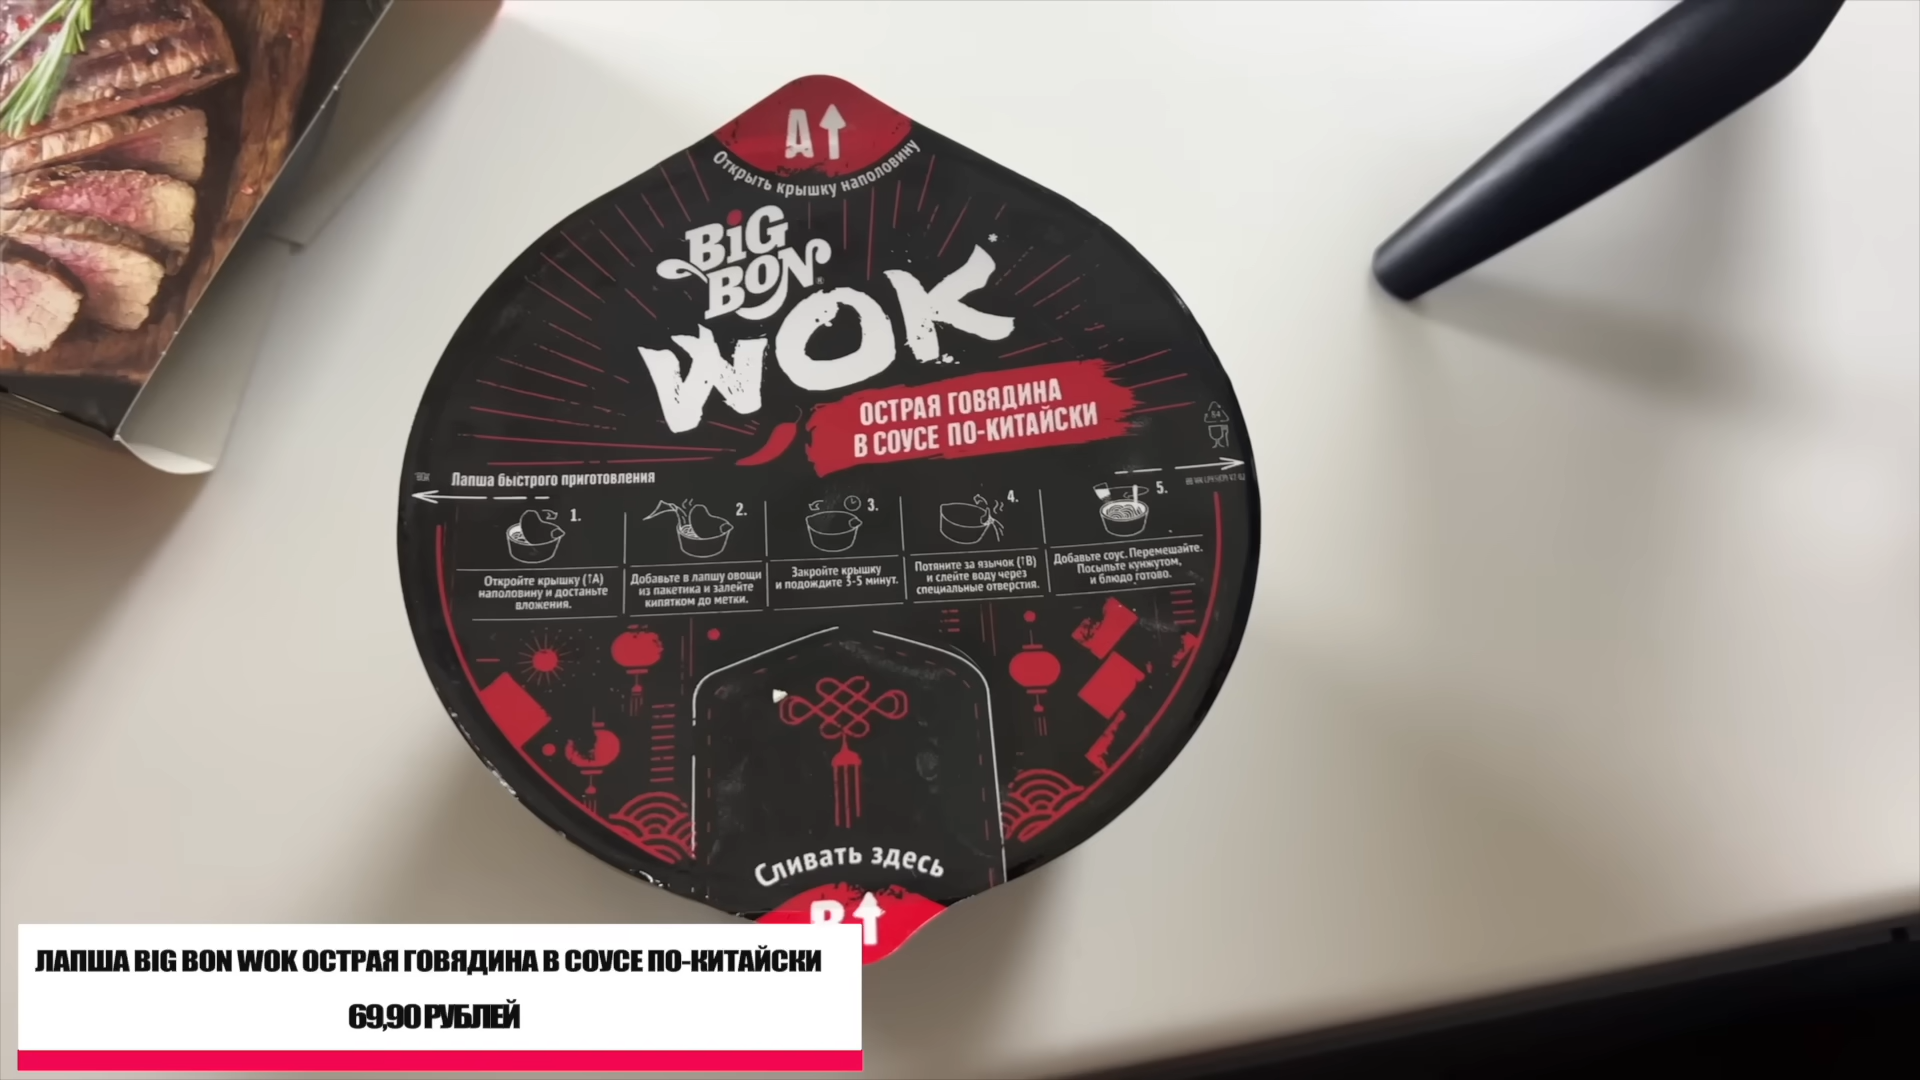 А↑
Открыть крышку наполовину
BiG
BON®
WOK*
ОСТРАЯ ГОВЯДИНА
В СОУСЕ ПО-КИТАЙСКИ
Лапша быстрого приготовления
1.
Откройте крышку (↑А)
наполовину и достаньте
вложения.
2.
Добавьте в лапшу овощи
из пакетика и залейте
кипятком до метки.
3.
Закройте крышку
и подождите 3-5 минут.
4.
Потяните за язычок (↑В)
и слейте воду через
специальные отверстия.
5.
Добавьте соус. Перемешайте.
Посыпьте кунжутом,
и блюдо готово.
Сливать здесь
В↑
ЛАПША BIG BON WOK ОСТРАЯ ГОВЯДИНА В СОУСЕ ПО-КИТАЙСКИ
69,90 РУБЛЕЙ